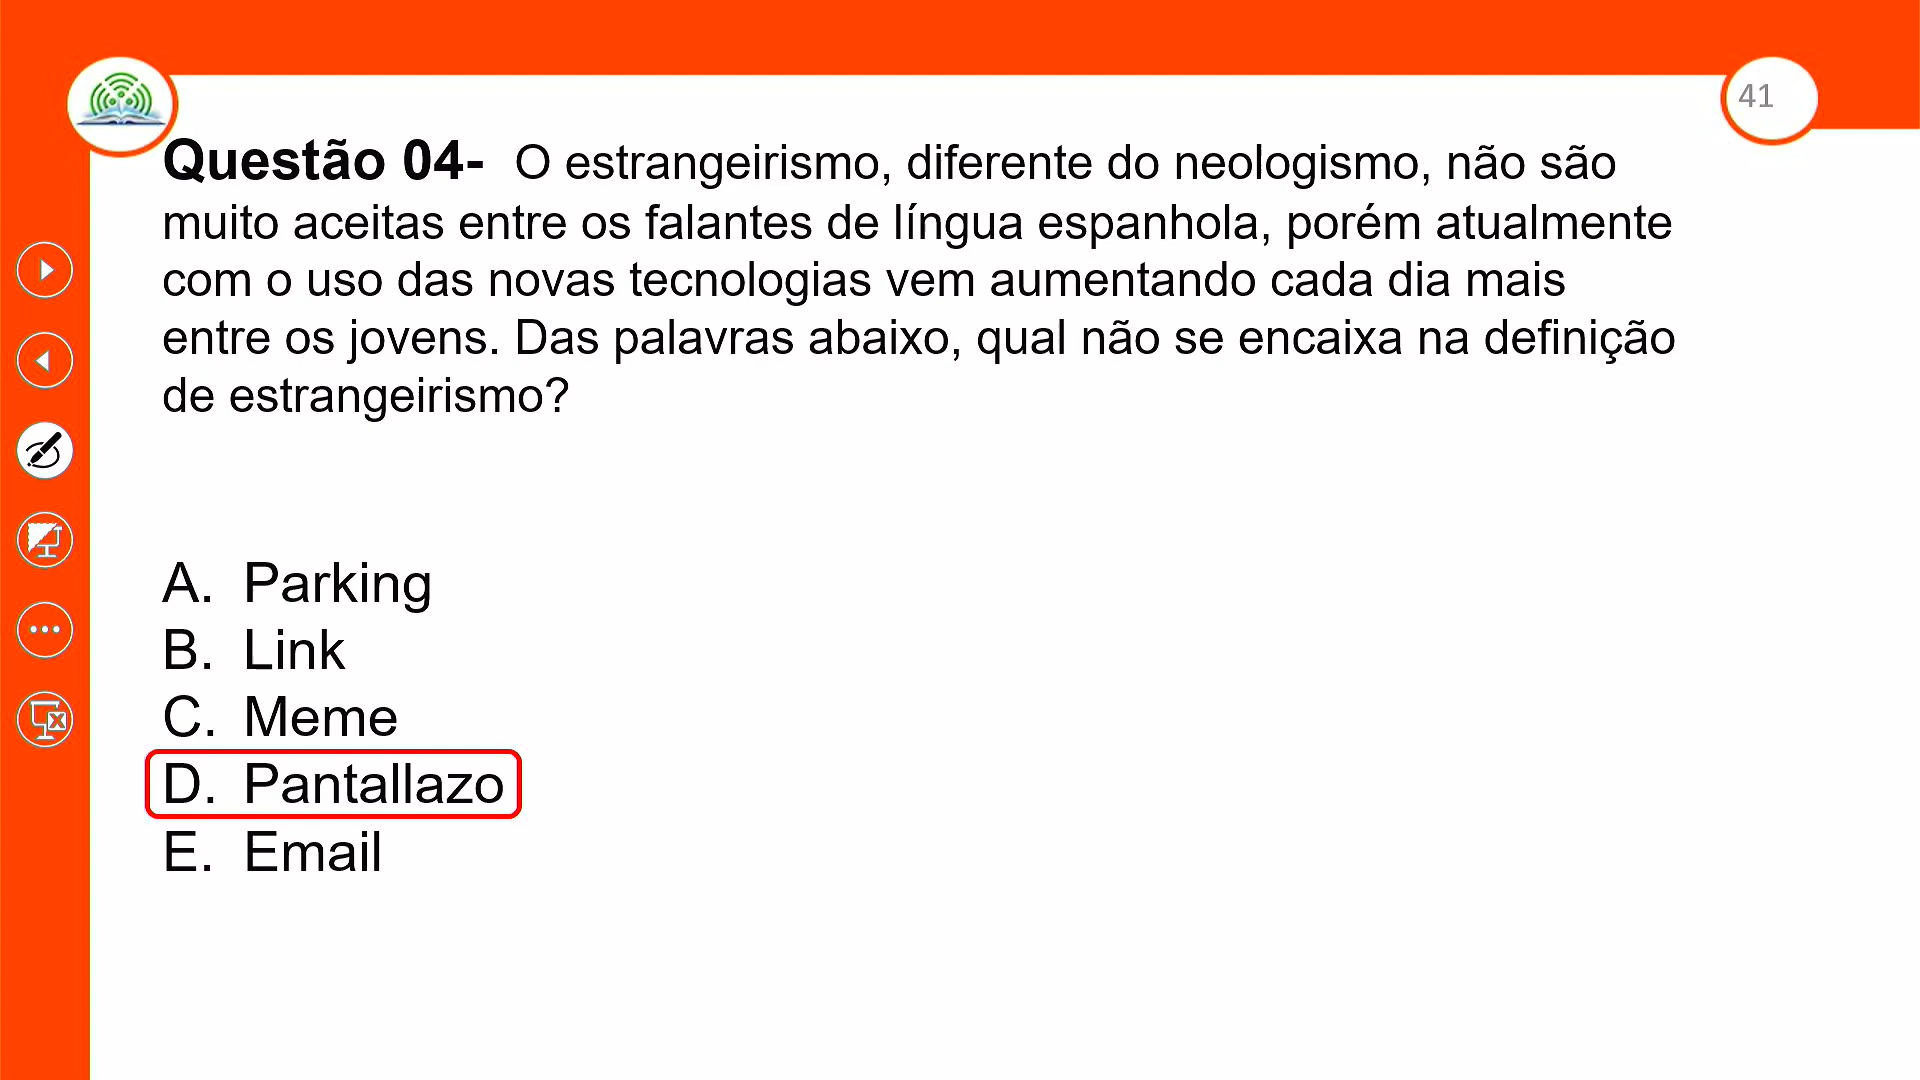 41
Questão 04- O estrangeirismo, diferente do neologismo, não são
muito aceitas entre os falantes de língua espanhola, porém atualmente
com o uso das novas tecnologias vem aumentando cada dia mais
entre os jovens. Das palavras abaixo, qual não se encaixa na definição
de estrangeirismo?
A. Parking
B. Link
C. Meme
D. Pantallazo
E. Email